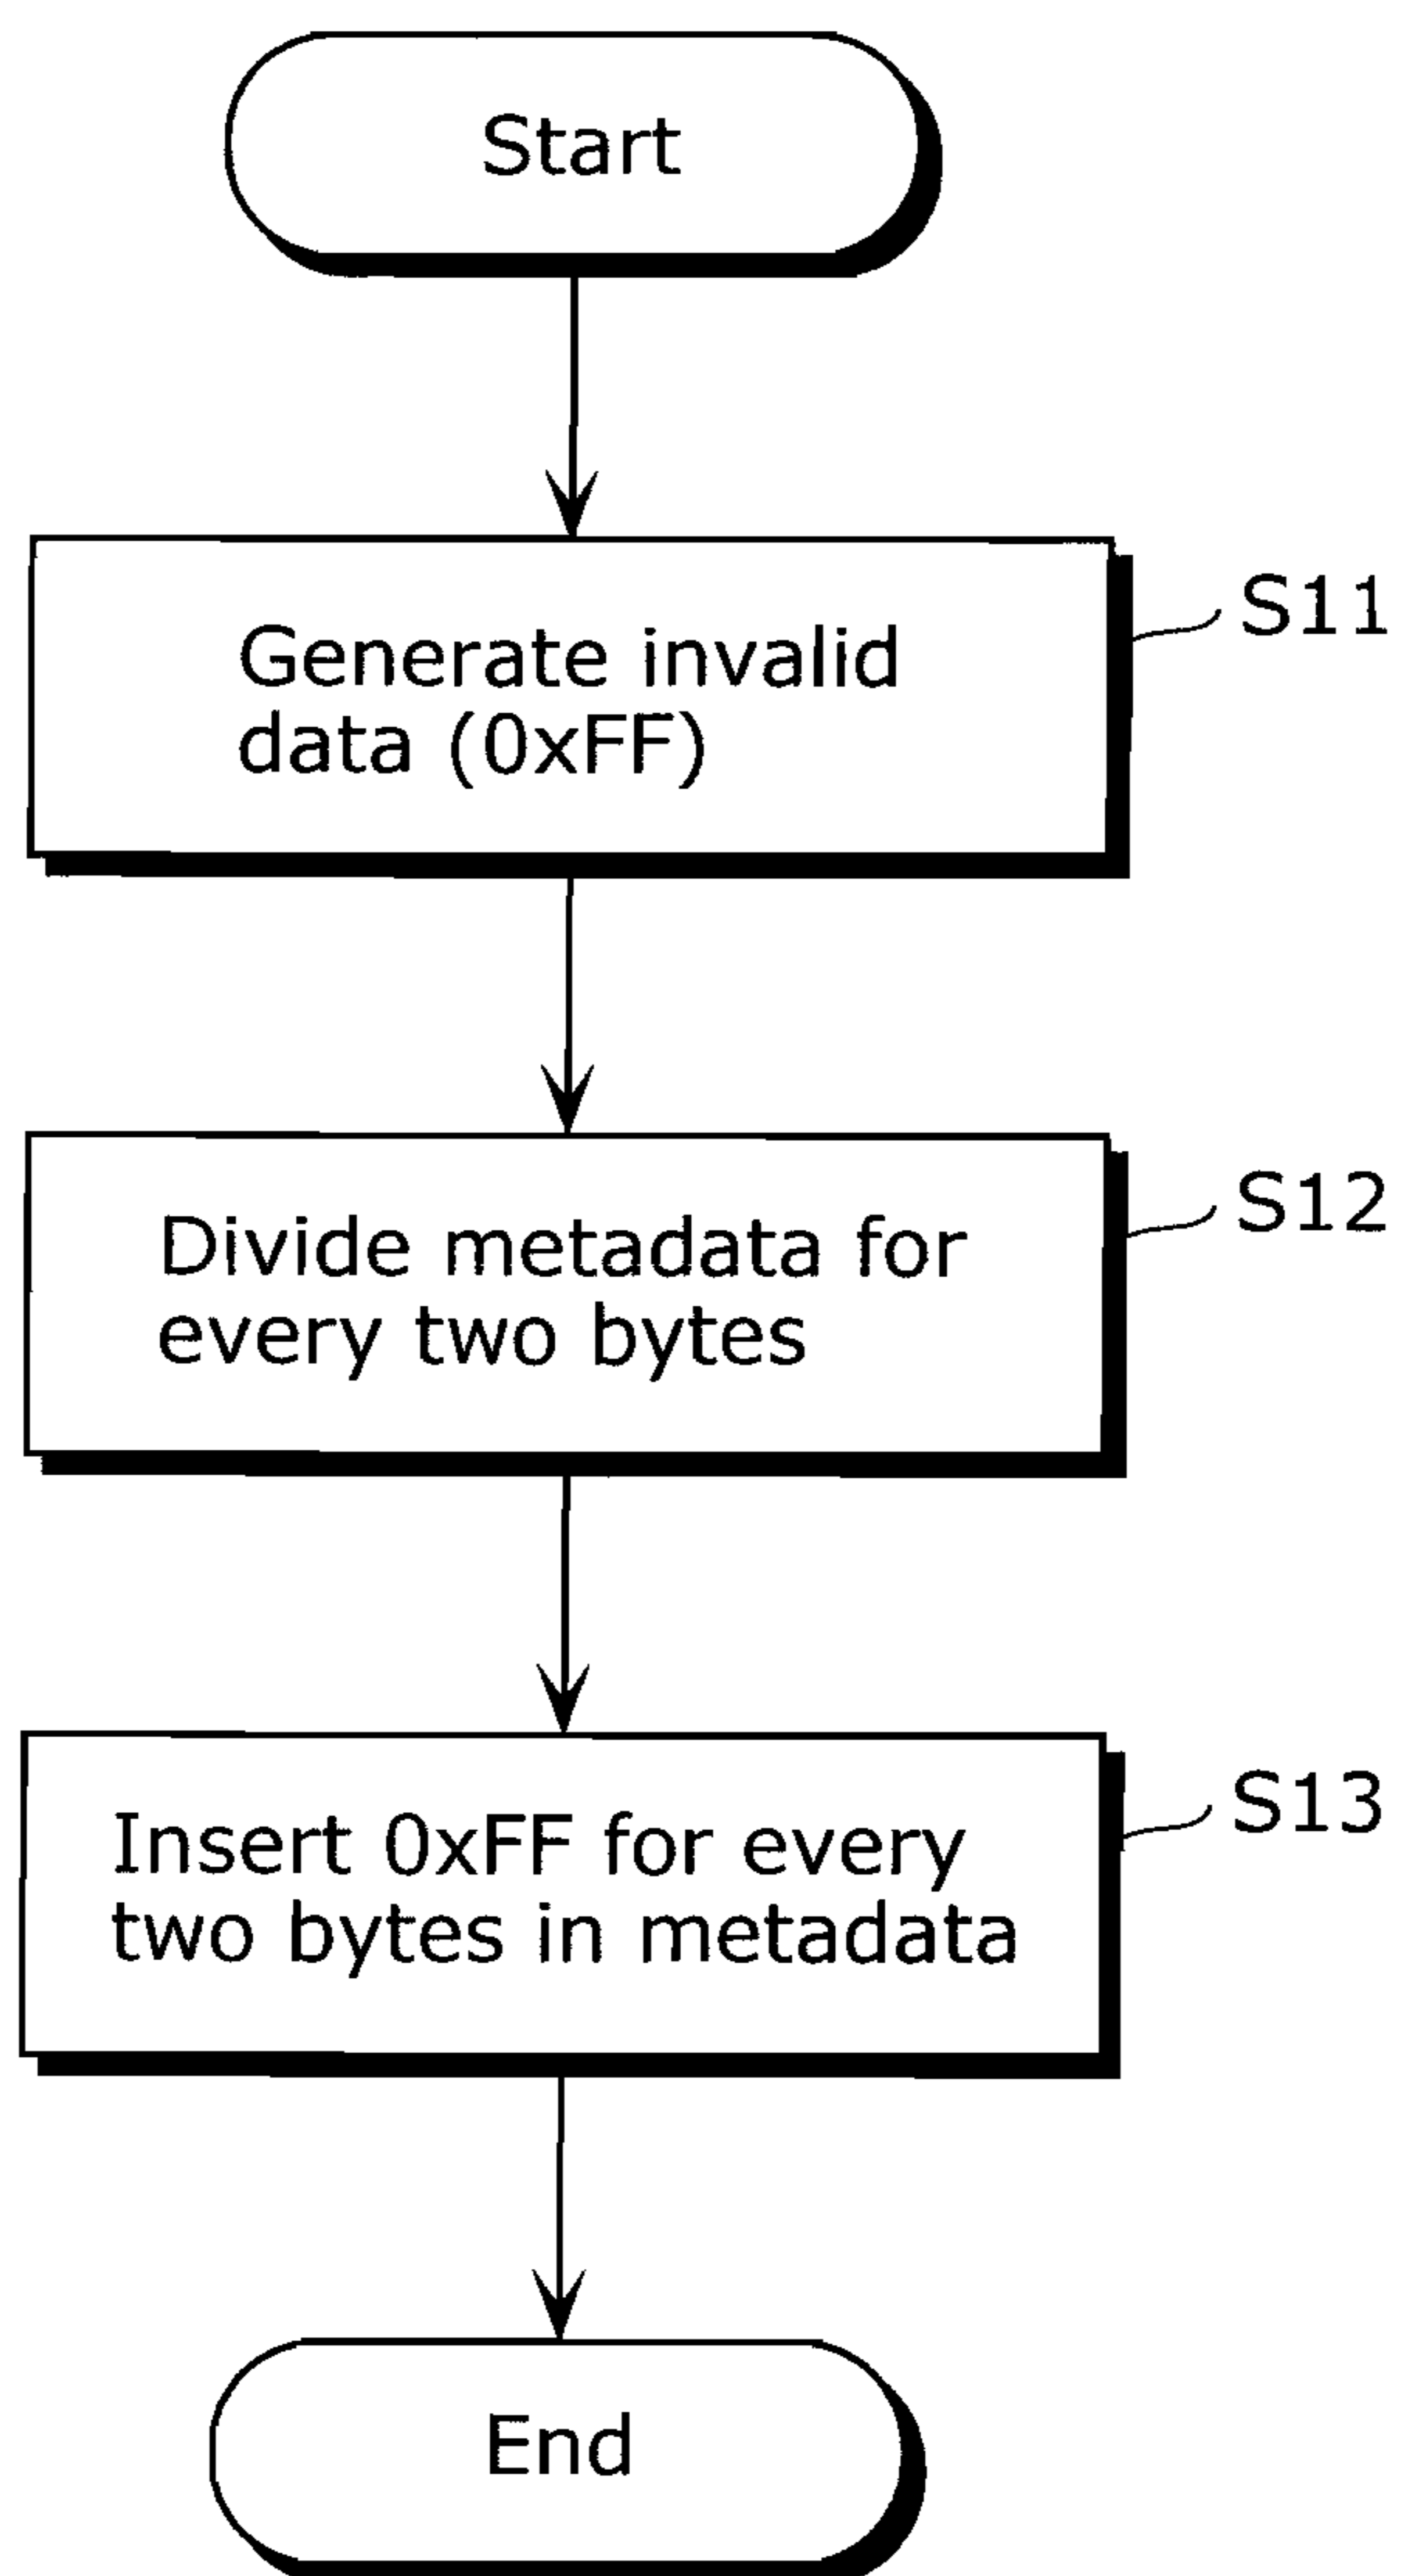 Start
Generate invalid
data (0xFF)
S11
Divide metadata for
every two bytes
S12
Insert 0xFF for every
two bytes in metadata
S13
End